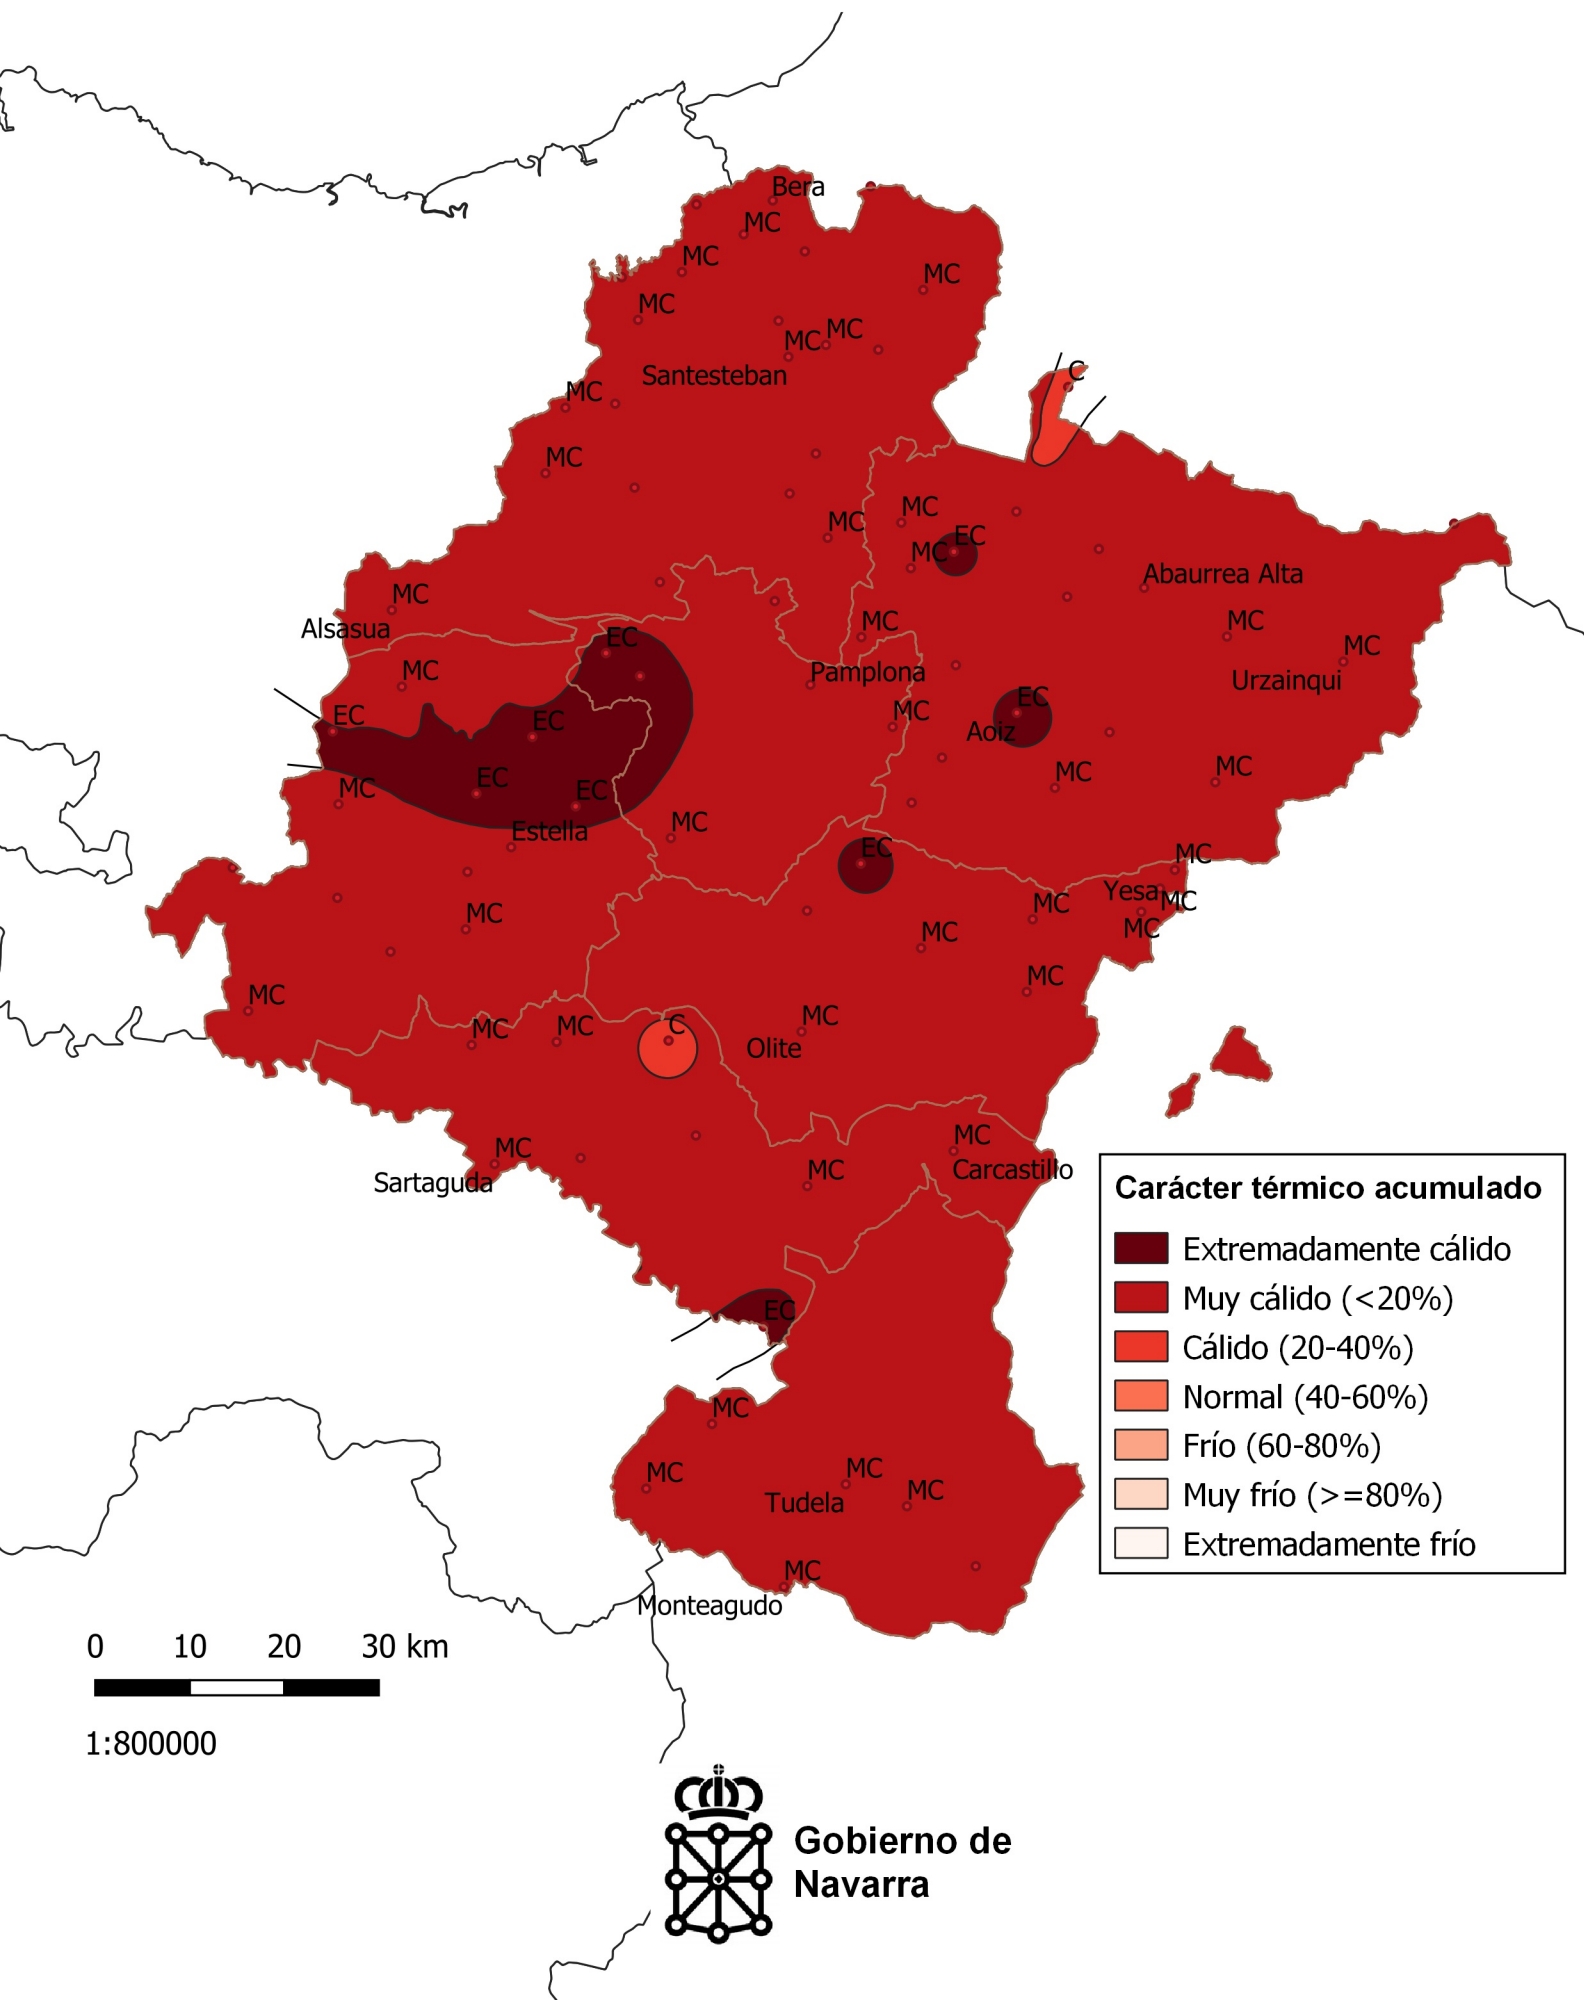 Bera
MC
MC
MC
MC
MC
MC
Santesteban
C
MC
MC
MC
MC
EC
MC
Abaurrea Alta
MC
Alsasua
MC
MC
EC
MC
Pamplona
MC
Urzainqui
EC
MC
EC
EC
MC
Aoiz
EC
EC
MC
MC
MC
MC
Estella
EC
MC
Yesa
MC
MC
MC
MC
MC
MC
MC
MC
MC
MC
C
Olite
MC
MC
MC
Carcastillo
Sartaguda
MC
EC
MC
MC
MC
Tudela
MC
MC
Monteagudo
Carácter térmico acumulado
Extremadamente cálido
Muy cálido (<20%)
Cálido (20-40%)
Normal (40-60%)
Frío (60-80%)
Muy frío (>=80%)
Extremadamente frío
0 10 20 30 km
1:800000
Gobierno de
Navarra